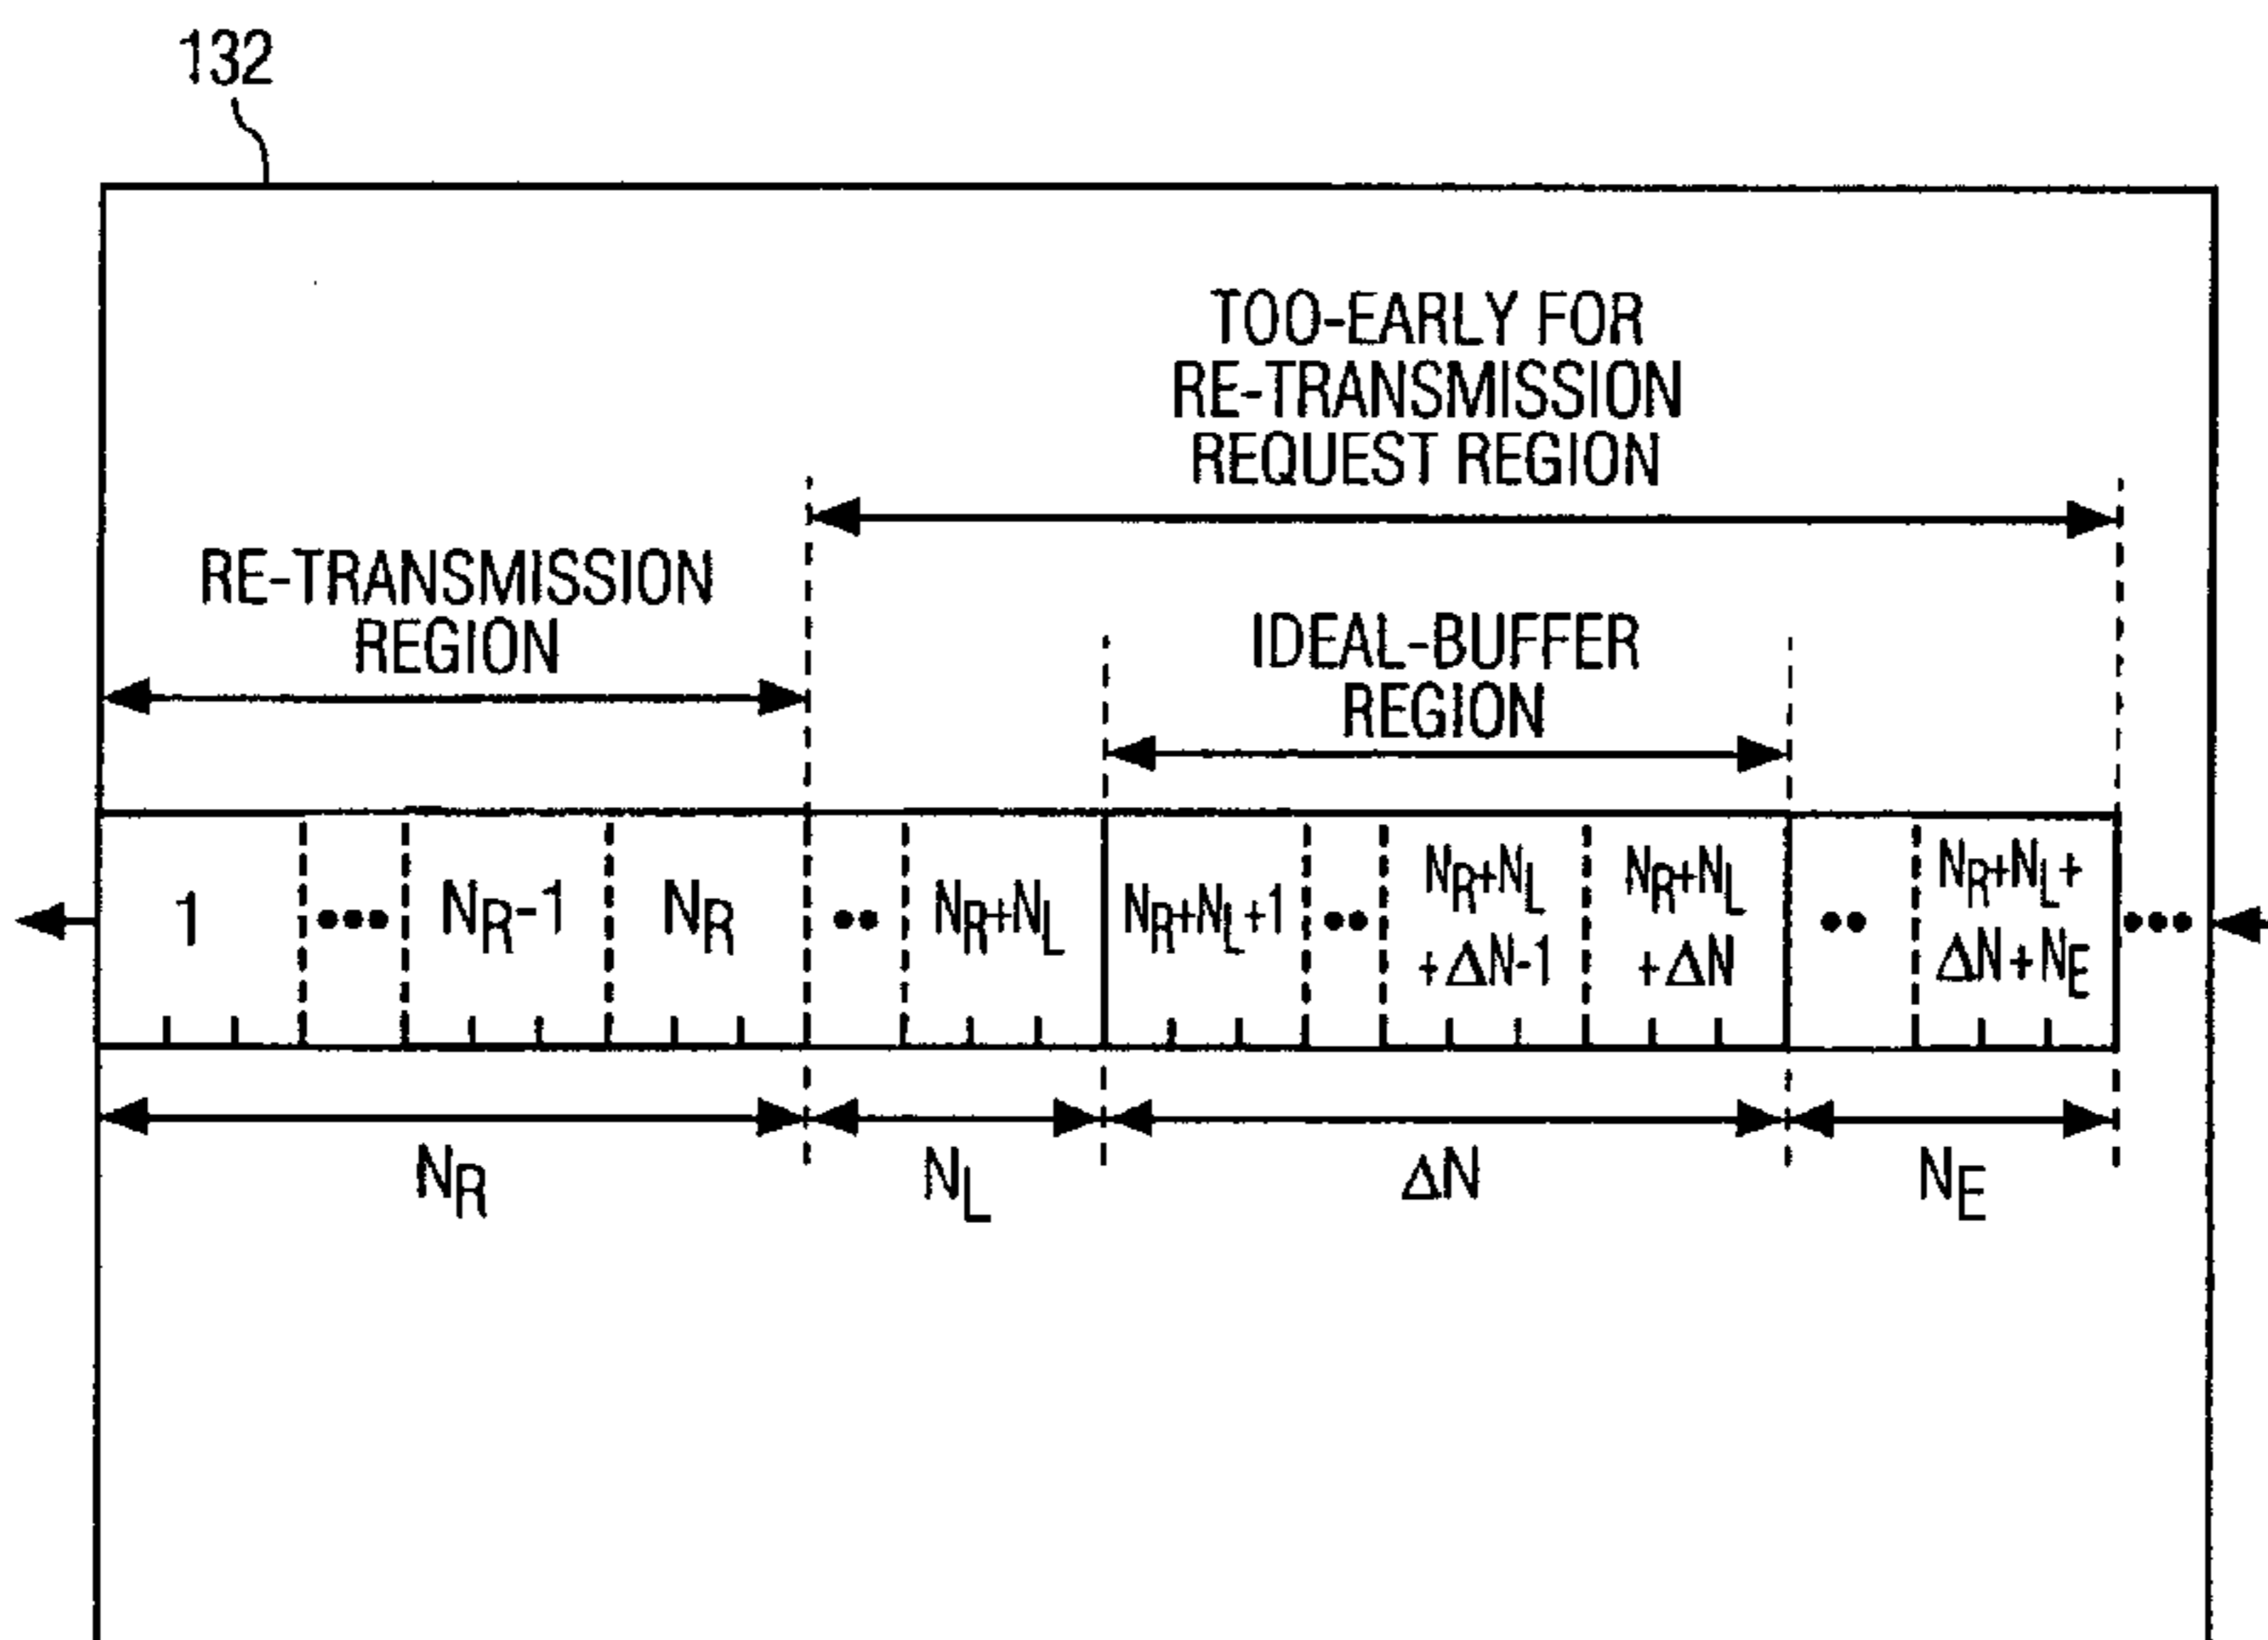 132
TOO-EARLY FOR
RE-TRANSMISSION
REQUEST REGION
RE-TRANSMISSION
REGION
IDEAL-BUFFER
REGION
1
•••
NR-1
NR
••
NR+NL
NR+NL+1
••
NR+NL
+ΔN-1
NR+NL
+ΔN
••
NR+NL+
ΔN+NE
•••
NR
NL
ΔN
NE